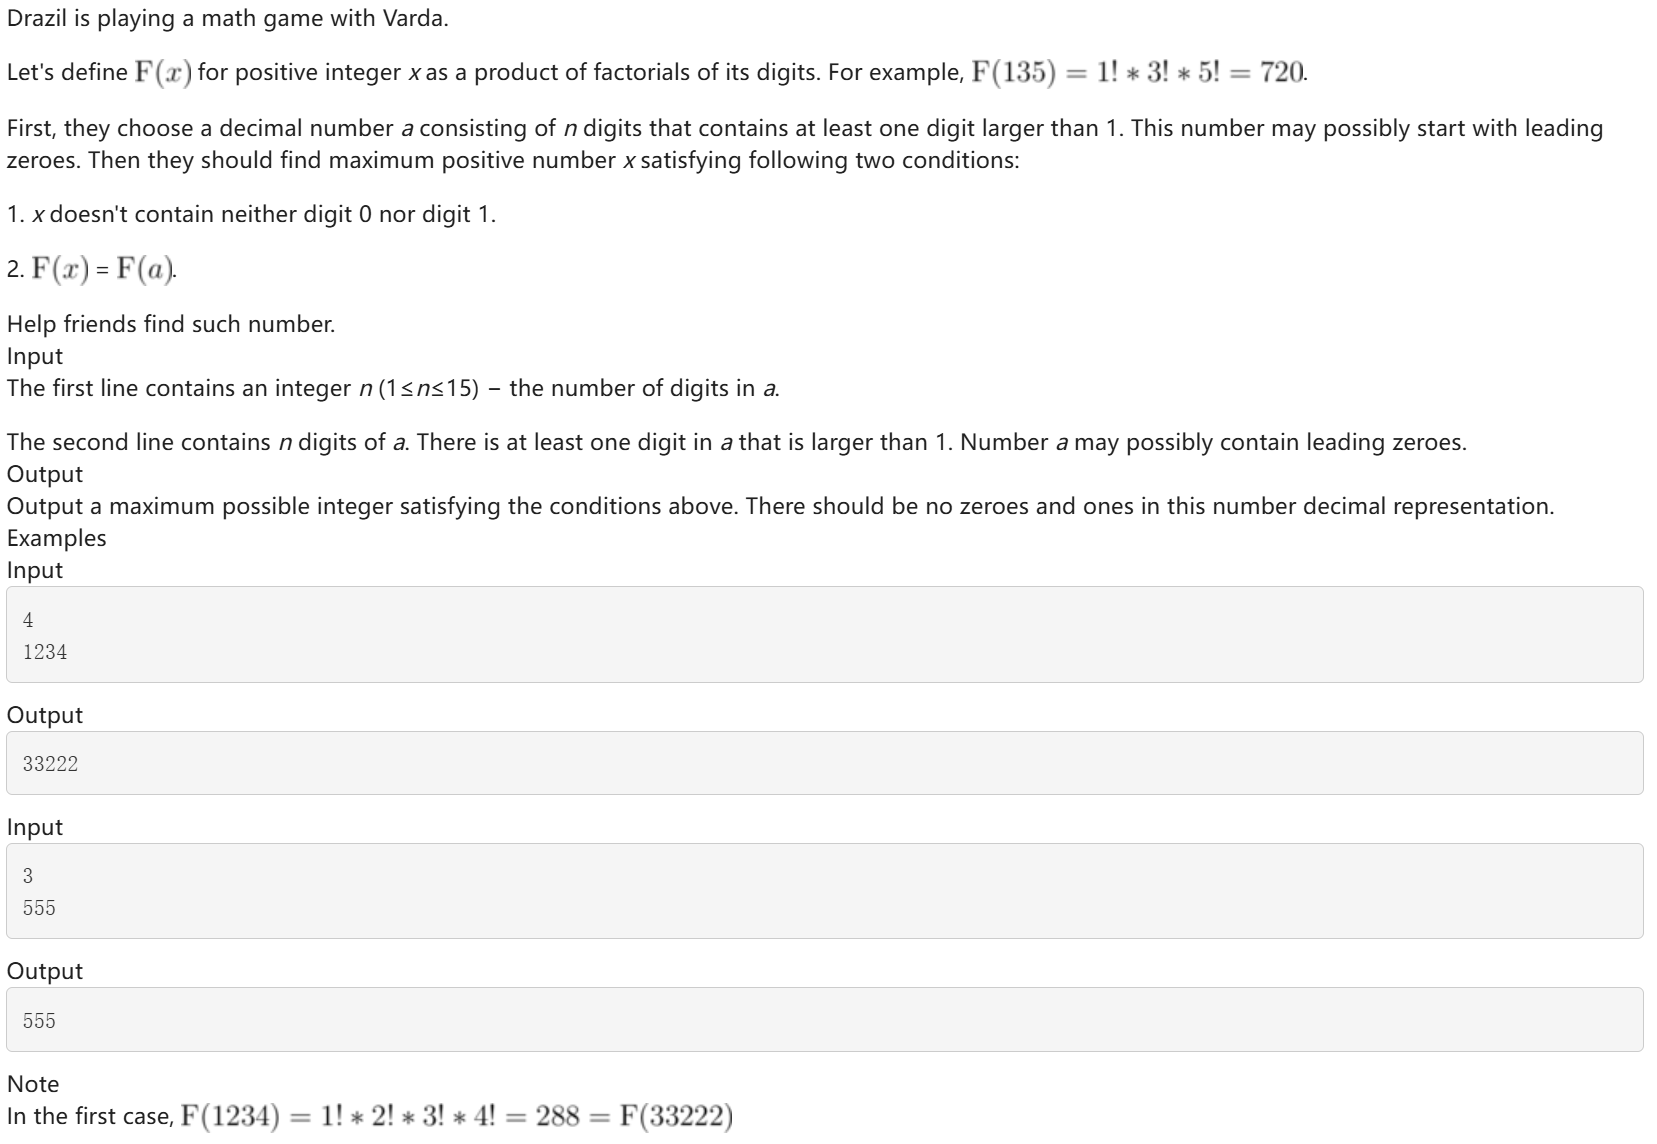 Drazil is playing a math game with Varda.
Let's define F(x) for positive integer x as a product of factorials of its digits. For example, F(135) = 1! * 3! * 5! = 720.
First, they choose a decimal number a consisting of n digits that contains at least one digit larger than 1. This number may possibly start with leading
zeroes. Then they should find maximum positive number x satisfying following two conditions:
1. x doesn't contain neither digit 0 nor digit 1.
2. F(x) = F(a).
Help friends find such number.
Input
The first line contains an integer n (1≤n≤15) – the number of digits in a.
The second line contains n digits of a. There is at least one digit in a that is larger than 1. Number a may possibly contain leading zeroes.
Output
Output a maximum possible integer satisfying the conditions above. There should be no zeroes and ones in this number decimal representation.
Examples
Input
4
1234
Output
33222
Input
3
555
Output
555
Note
In the first case, F(1234) = 1! * 2! * 3! * 4! = 288 = F(33222)